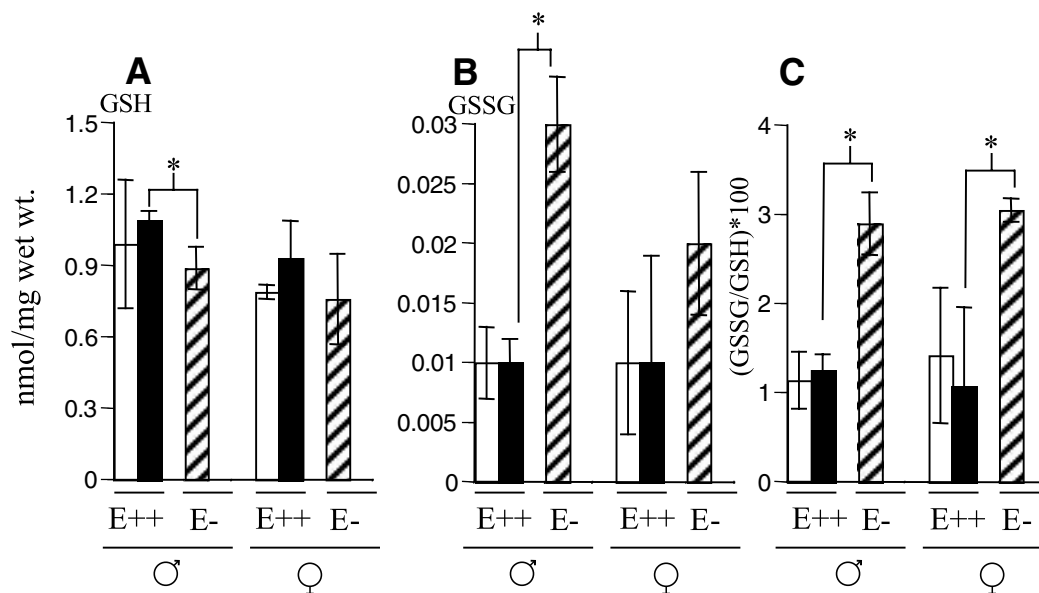 A
GSH
nmol/mg wet wt.
1.5
1.2
0.9
0.6
0.3
0
*
E++ E- E++ E-
♂ ♀
B
GSSG
0.03
0.025
0.02
0.015
0.01
0.005
0
*
E++ E- E++ E-
♂ ♀
C
(GSSG/GSH)*100
4
3
2
1
0
* *
E++ E- E++ E-
♂ ♀